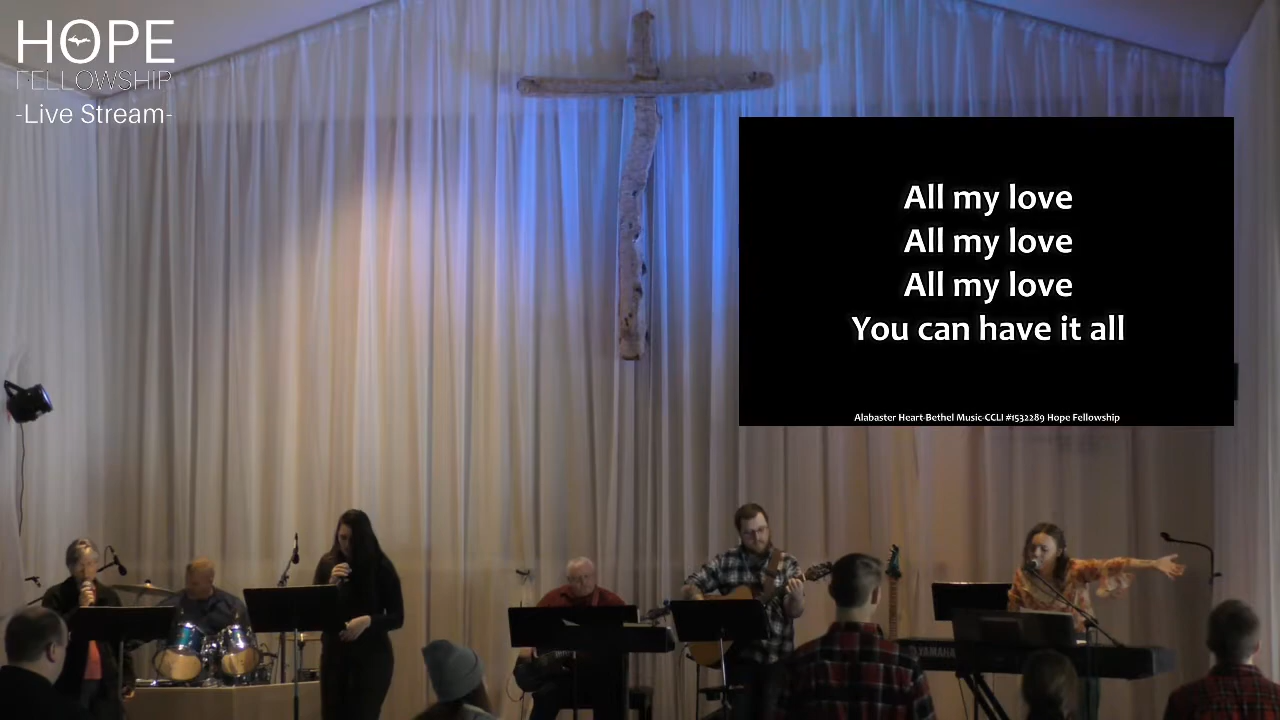 HOPE
FELLOWSHIP
-Live Stream-
All my love
All my love
All my love
You can have it all
Alabaster Heart-Bethel Music-CCLI #1532289 Hope Fellowship
YAMAHA